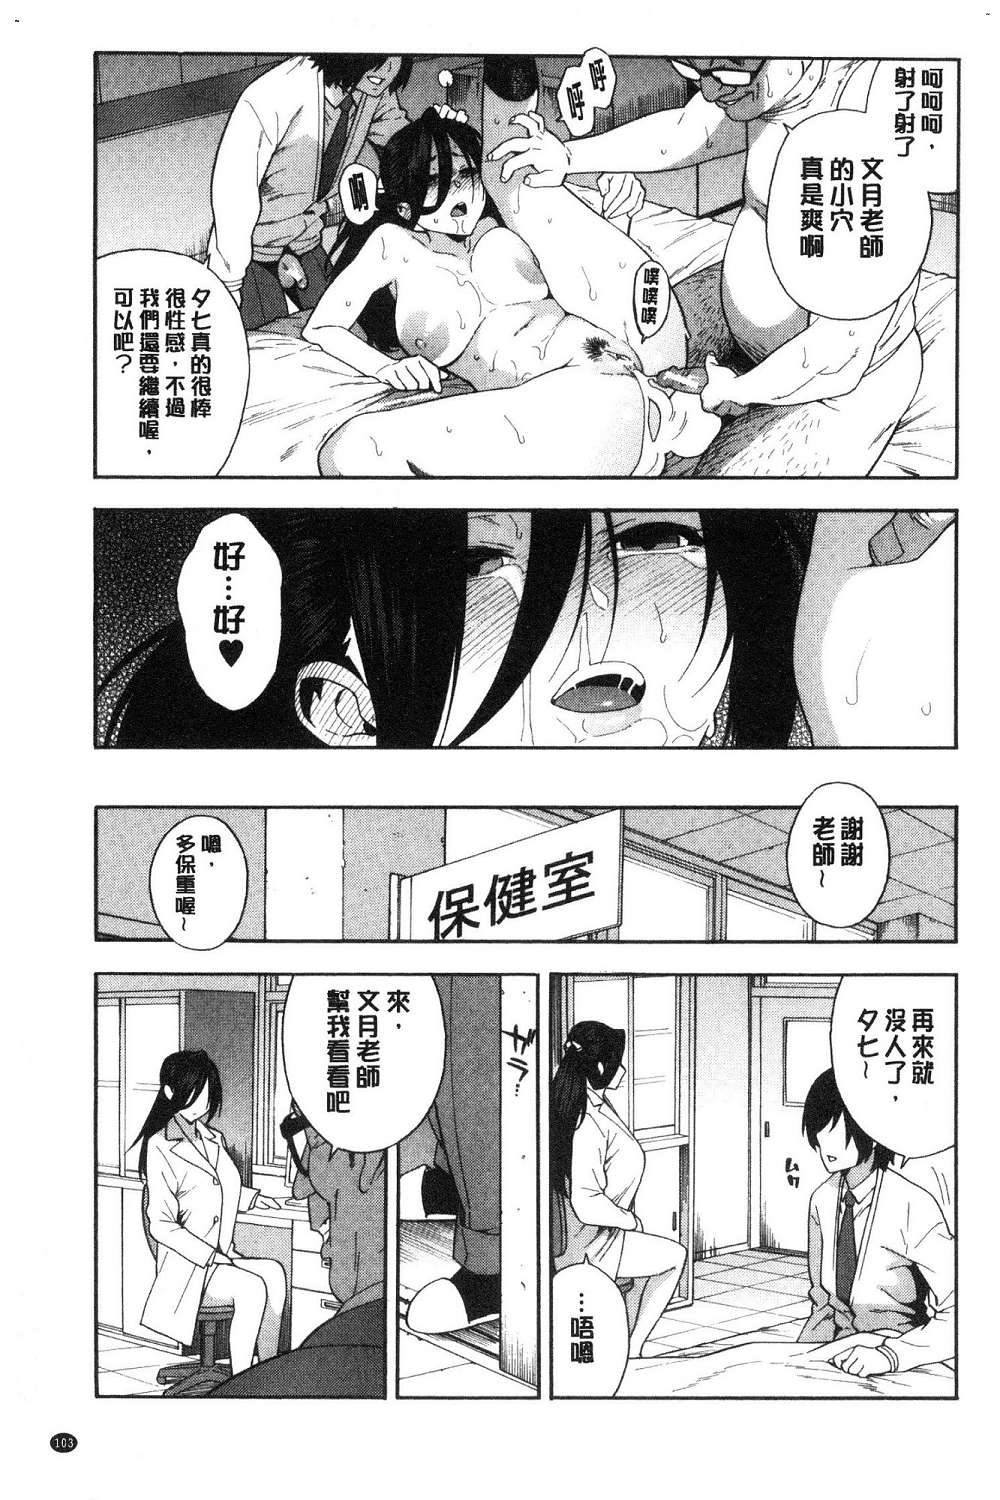 呵呵呵，
射了射了
文月老師
的小穴
真是爽啊
哼
哼
啊
噗噗噗
夕七真的很棒
很性感，不過
我們還要繼續喔，
可以吧？
好…好♥
謝謝
老師～
保健室
嗯，
多保重喔～
再來就
沒人了，
夕七～
ムク
…唔嗯
來，
文月老師
幫我看看吧
103